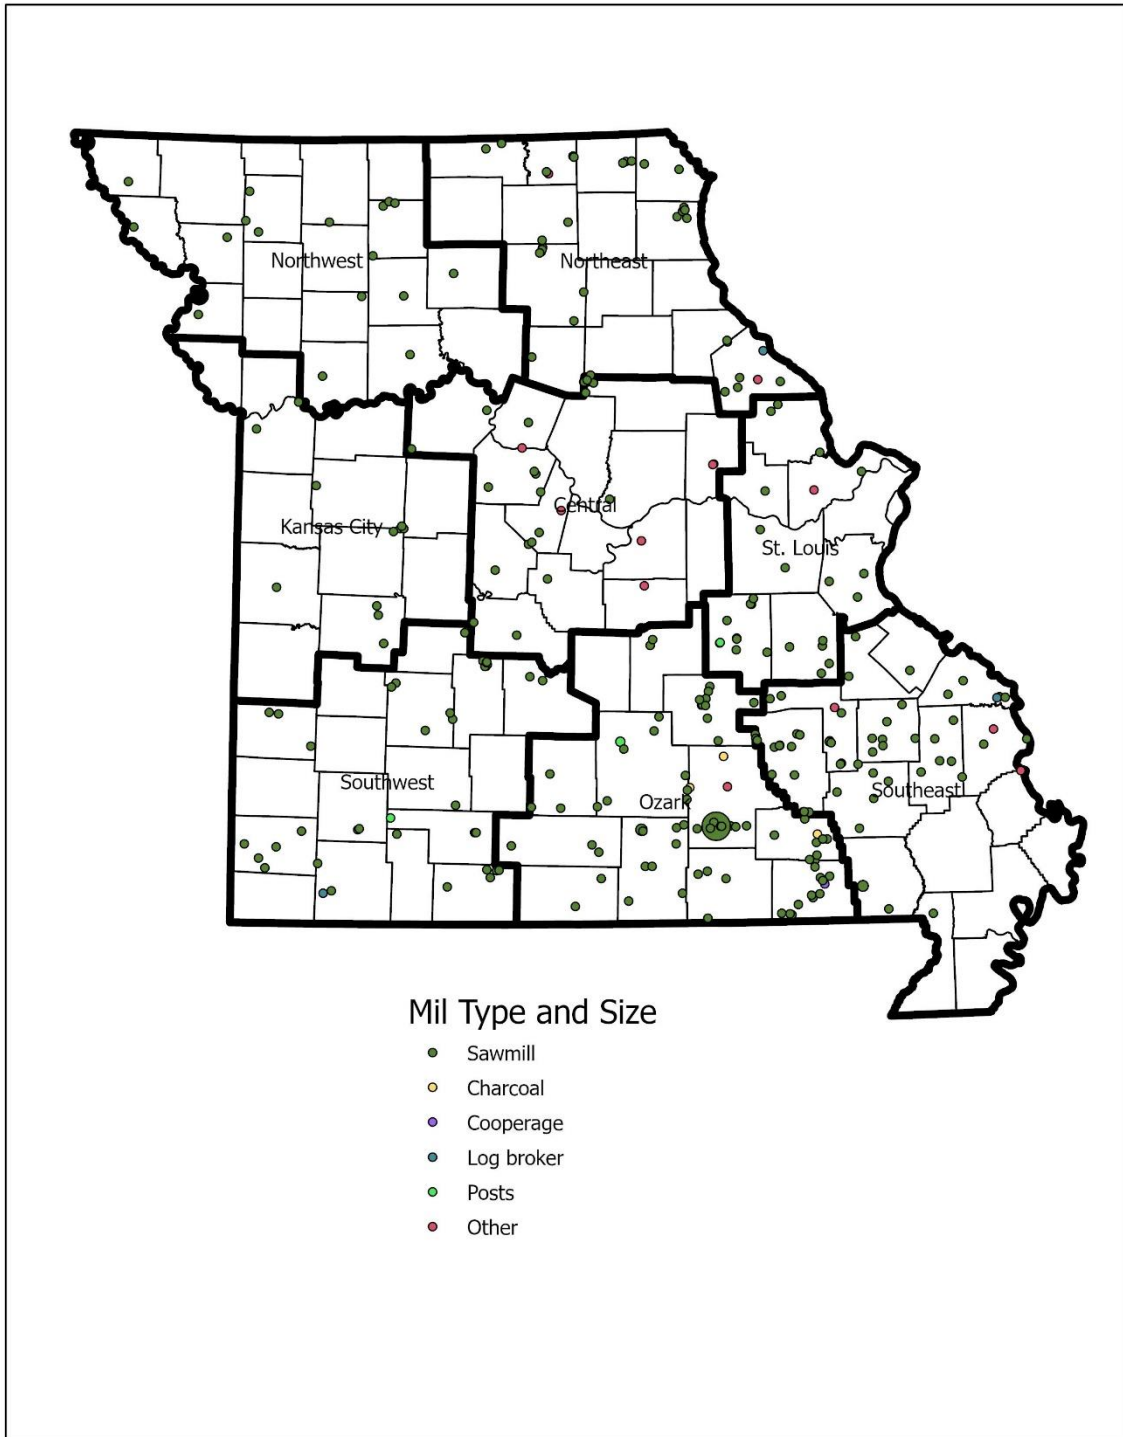 Northwest
Northeast
Kansas City
Central
St. Louis
Southwest
Ozark
Southeast
Mil Type and Size
Sawmill
Charcoal
Cooperage
Log broker
Posts
Other